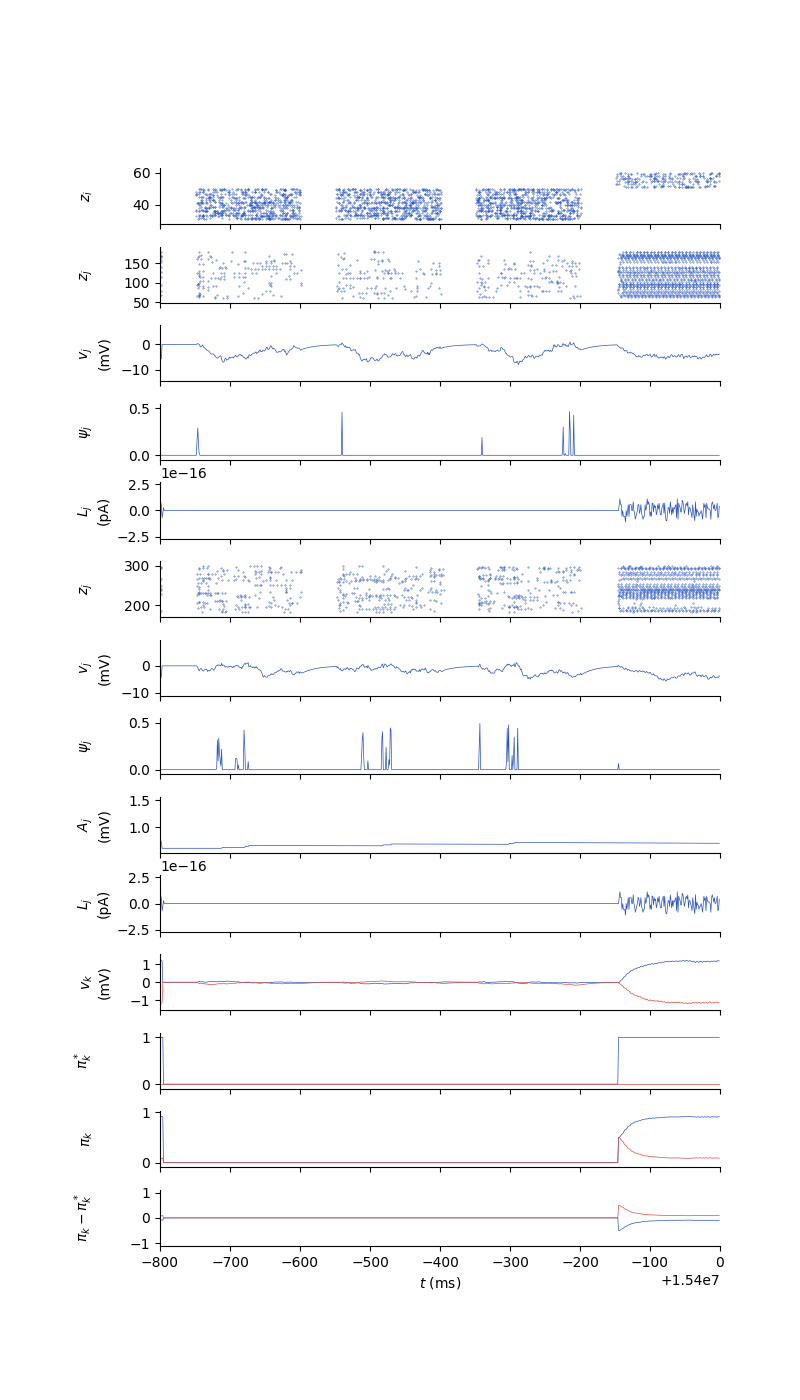 60
40
z_i
150
100
50
z_j
0
−10
v_j
(mV)
0.5
0.0
ψ_j
1e−16
2.5
0.0
−2.5
L_j
(pA)
300
200
z_j
0
−10
v_j
(mV)
0.5
0.0
ψ_j
1.5
1.0
A_j
(mV)
1e−16
2.5
0.0
−2.5
L_j
(pA)
1
0
−1
v_k
(mV)
1
0
π_k^*
1
0
π_k
1
0
−1
π_k − π_k^*
−800 −700 −600 −500 −400 −300 −200 −100 0
t (ms)
+1.54e7